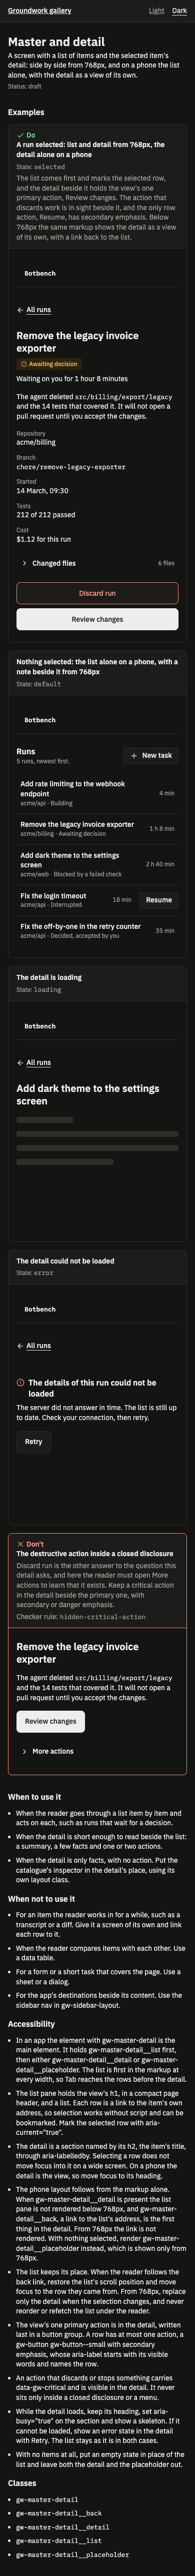 Groundwork gallery
Light
Dark
Master and detail
A screen with a list of items and the selected item's
detail: side by side from 768px, and on a phone the list
alone, with the detail as a view of its own.
Status: draft
Examples
Do
A run selected: list and detail from 768px, the
detail alone on a phone
State: selected
The list comes first and marks the selected row,
and the detail beside it holds the view's one
primary action, Review changes. The action that
discards work is in sight beside it, and the only row
action, Resume, has secondary emphasis. Below
768px the same markup shows the detail as a view
of its own, with a link back to the list.
Botbench
All runs
Remove the legacy invoice
exporter
Awaiting decision
Waiting on you for 1 hour 8 minutes
The agent deleted src/billing/export/legacy
and the 14 tests that covered it. It will not open a
pull request until you accept the changes.
Repository
acme/billing
Branch
chore/remove-legacy-exporter
Started
14 March, 09:30
Tests
212 of 212 passed
Cost
$1.12 for this run
Changed files
6 files
Discard run
Review changes
Nothing selected: the list alone on a phone, with a
note beside it from 768px
State: default
Botbench
Runs
5 runs, newest first.
New task
Add rate limiting to the webhook
endpoint
acme/api · Building
4 min
Remove the legacy invoice exporter
acme/billing · Awaiting decision
1 h 8 min
Add dark theme to the settings
screen
acme/web · Blocked by a failed check
2 h 40 min
Fix the login timeout
acme/api · Interrupted
18 min
Resume
Fix the off-by-one in the retry counter
acme/api · Decided, accepted by you
35 min
The detail is loading
State: loading
Botbench
All runs
Add dark theme to the settings
screen
The detail could not be loaded
State: error
Botbench
All runs
The details of this run could not be
loaded
The server did not answer in time. The list is still up
to date. Check your connection, then retry.
Retry
Don't
The destructive action inside a closed disclosure
Discard run is the other answer to the question this
detail asks, and here the reader must open More
actions to learn that it exists. Keep a critical action
in the detail beside the primary one, with
secondary or danger emphasis.
Checker rule: hidden-critical-action
Remove the legacy invoice
exporter
The agent deleted src/billing/export/legacy
and the 14 tests that covered it. It will not open a
pull request until you accept the changes.
Review changes
More actions
When to use it
When the reader goes through a list item by item and
acts on each, such as runs that wait for a decision.
When the detail is short enough to read beside the list:
a summary, a few facts and one or two actions.
When the detail is only facts, with no action. Put the
catalogue's inspector in the detail's place, using its
own layout class.
When not to use it
For an item the reader works in for a while, such as a
transcript or a diff. Give it a screen of its own and link
each row to it.
When the reader compares items with each other. Use
a data table.
For a form or a short task that covers the page. Use a
sheet or a dialog.
For the app's destinations beside its content. Use the
sidebar nav in gw-sidebar-layout.
Accessibility
In an app the element with gw-master-detail is the
main element. It holds gw-master-detail__list first,
then either gw-master-detail__detail or gw-master-
detail__placeholder. The list is first in the markup at
every width, so Tab reaches the rows before the detail.
The list pane holds the view's h1, in a compact page
header, and a list. Each row is a link to the item's own
address, so selection works without script and can be
bookmarked. Mark the selected row with aria-
current="true".
The detail is a section named by its h2, the item's title,
through aria-labelledby. Selecting a row does not
move focus into it on a wide screen. On a phone the
detail is the view, so move focus to its heading.
The phone layout follows from the markup alone.
When gw-master-detail__detail is present the list
pane is not rendered below 768px, and gw-master-
detail__back, a link to the list's address, is the first
thing in the detail. From 768px the link is not
rendered. With nothing selected, render gw-master-
detail__placeholder instead, which is shown only from
768px.
The list keeps its place. When the reader follows the
back link, restore the list's scroll position and move
focus to the row they came from. From 768px, replace
only the detail when the selection changes, and never
reorder or refetch the list under the reader.
The view's one primary action is in the detail, written
last in a button group. A row has at most one action, a
gw-button gw-button--small with secondary
emphasis, whose aria-label starts with its visible
words and names the row.
An action that discards or stops something carries
data-gw-critical and is visible in the detail. It never
sits only inside a closed disclosure or a menu.
While the detail loads, keep its heading, set aria-
busy="true" on the section and show a skeleton. If it
cannot be loaded, show an error state in the detail
with Retry. The list stays as it is in both cases.
With no items at all, put an empty state in place of the
list and leave both the detail and the placeholder out.
Classes
gw-master-detail
gw-master-detail__back
gw-master-detail__detail
gw-master-detail__list
gw-master-detail__placeholder